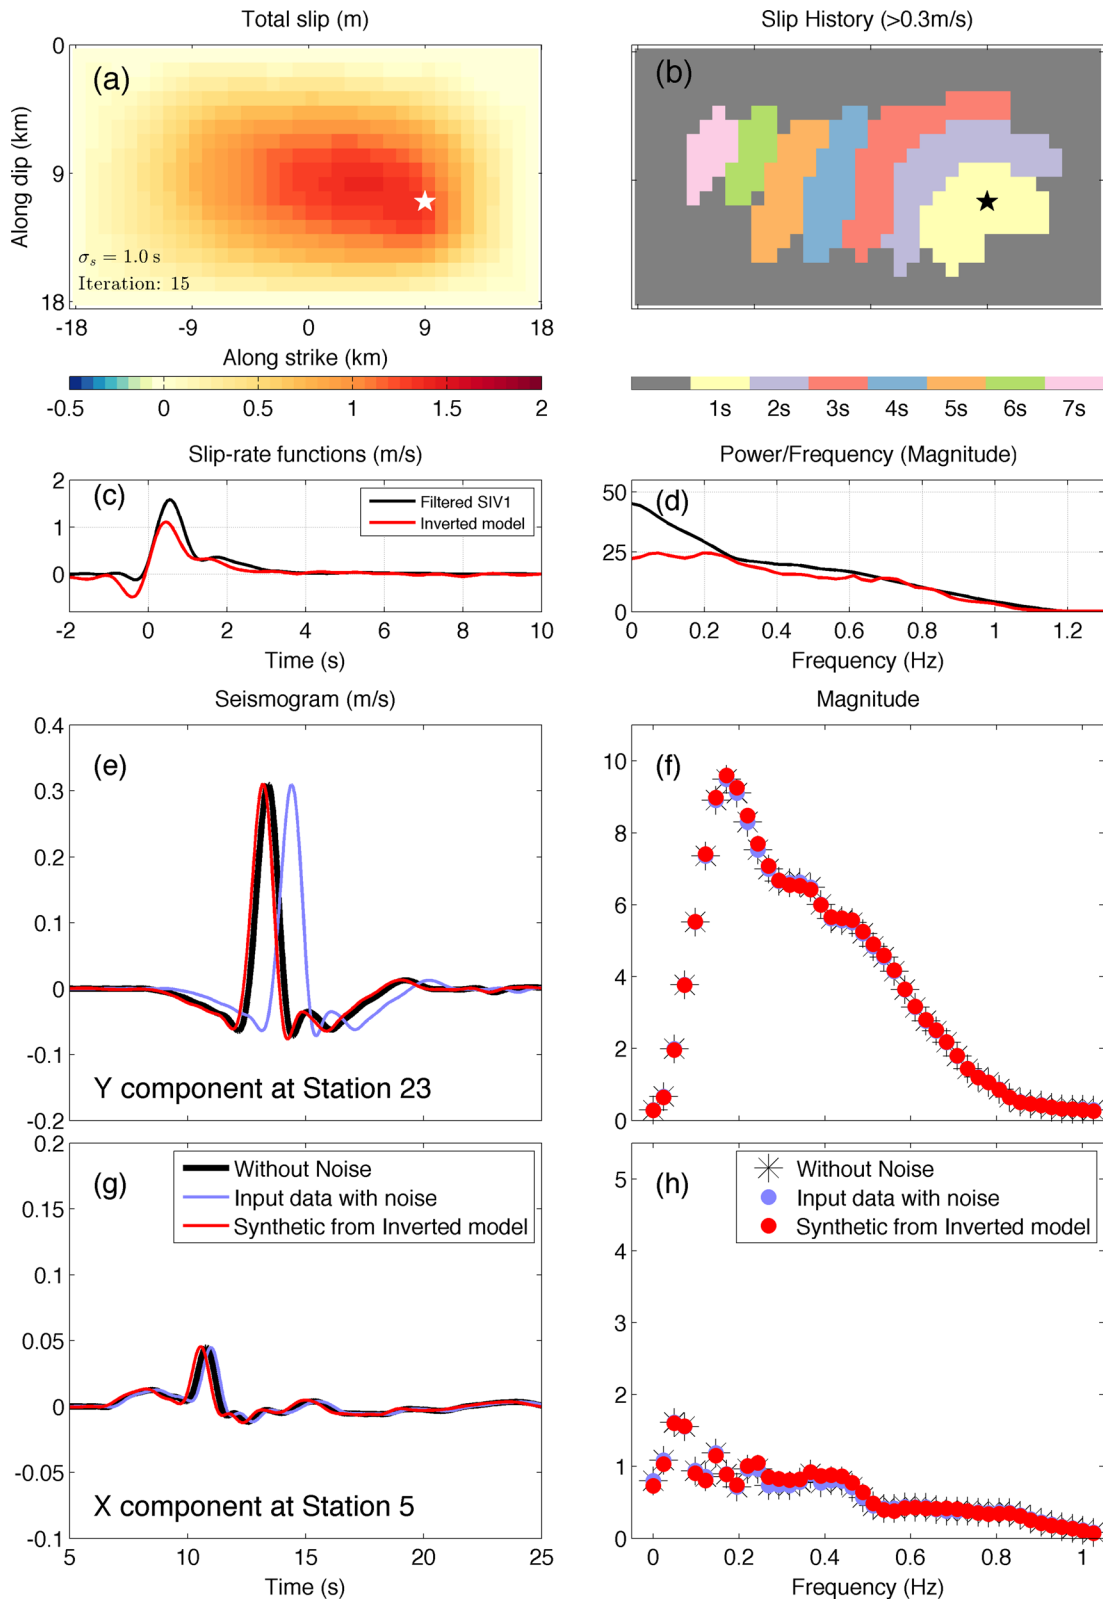 Total slip (m)
Slip History (>0.3m/s)
(a)
(b)
0
9
18
Along dip (km)
σs = 1.0 s
Iteration: 15
-18 -9 0 9 18
Along strike (km)
-0.5 0 0.5 1 1.5 2
1s 2s 3s 4s 5s 6s 7s
Slip-rate functions (m/s)
Power/Frequency (Magnitude)
(c)
Filtered SIV1
Inverted model
2
1
0
-2 0 2 4 6 8 10
Time (s)
(d)
50
25
0
0 0.2 0.4 0.6 0.8 1 1.2
Frequency (Hz)
Seismogram (m/s)
Magnitude
(e)
0.4
0.3
0.2
0.1
0
-0.1
-0.2
Y component at Station 23
(f)
10
8
6
4
2
0
(g)
Without Noise
Input data with noise
Synthetic from Inverted model
0.2
0.15
0.1
0.05
0
-0.05
-0.1
X component at Station 5
5 10 15 20 25
Time (s)
(h)
Without Noise
Input data with noise
Synthetic from Inverted model
5
4
3
2
1
0
0 0.2 0.4 0.6 0.8 1
Frequency (Hz)